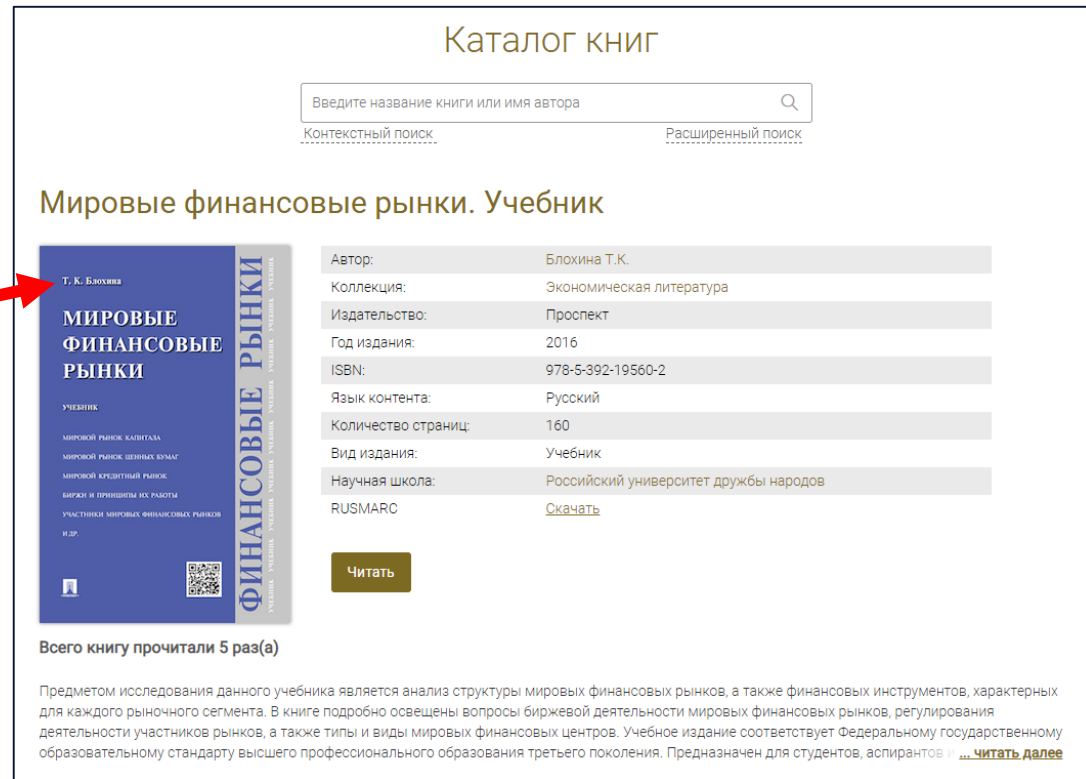 Каталог книг
Введите название книги или имя автора
Контекстный поиск
Расширенный поиск
Мировые финансовые рынки. Учебник
Т. К. Блохина
МИРОВЫЕ
ФИНАНСОВЫЕ
РЫНКИ
УЧЕБНИК
МИРОВОЙ РЫНОК КАПИТАЛА
МИРОВОЙ РЫНОК ЦЕННЫХ БУМАГ
МИРОВОЙ КРЕДИТНЫЙ РЫНОК
БИРЖИ И ПРИНЦИПЫ ИХ РАБОТЫ
УЧАСТНИКИ МИРОВЫХ ФИНАНСОВЫХ РЫНКОВ
И ДР.
ФИНАНСОВЫЕ РЫНКИ
УЧЕБНИК УЧЕБНИК УЧЕБНИК УЧЕБНИК УЧЕБНИК УЧЕБНИК
Автор: Блохина Т.К.
Коллекция: Экономическая литература
Издательство: Проспект
Год издания: 2016
ISBN: 978-5-392-19560-2
Язык контента: Русский
Количество страниц: 160
Вид издания: Учебник
Научная школа: Российский университет дружбы народов
RUSMARC Скачать
Читать
Всего книгу прочитали 5 раз(а)
Предметом исследования данного учебника является анализ структуры мировых финансовых рынков, а также финансовых инструментов, характерных
для каждого рыночного сегмента. В книге подробно освещены вопросы биржевой деятельности мировых финансовых рынков, регулирования
деятельности участников рынков, а также типы и виды мировых финансовых центров. Учебное издание соответствует Федеральному государственному
образовательному стандарту высшего профессионального образования третьего поколения. Предназначен для студентов, аспирантов и ... читать далее